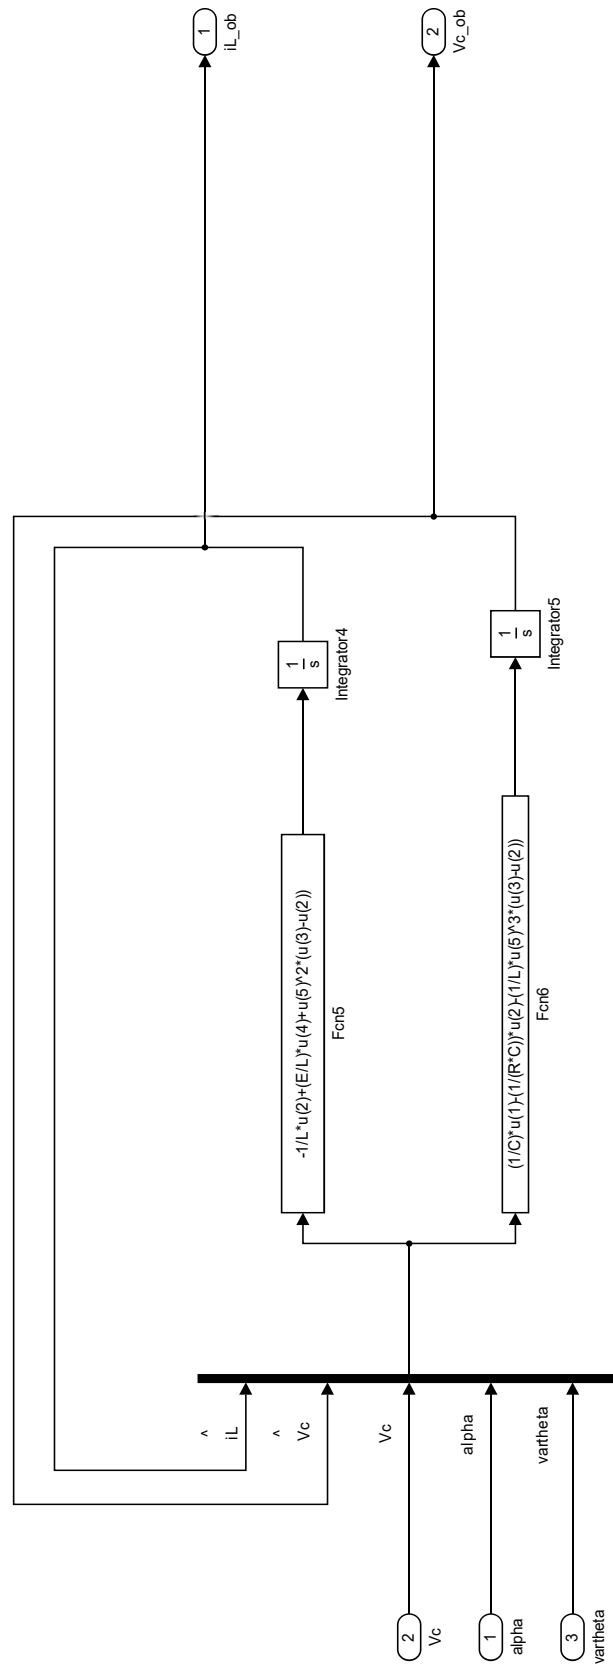 ^
iL
^
Vc
2
Vc
Vc
1
alpha
alpha
3
vartheta
vartheta
-1/L*u(2)+(E/L)*u(4)+u(5)^2*(u(3)-u(2))
Fcn5
(1/C)*u(1)-(1/(R*C))*u(2)-(1/L)*u(5)^3*(u(3)-u(2))
Fcn6
1
s
Integrator4
1
s
Integrator5
1
iL_ob
2
Vc_ob